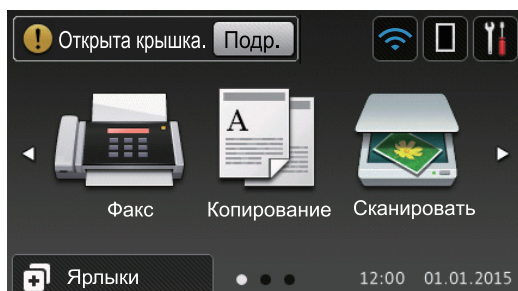 Открыта крышка. Подр.
A
Факс Копирование Сканировать
Ярлыки 12:00 01.01.2015